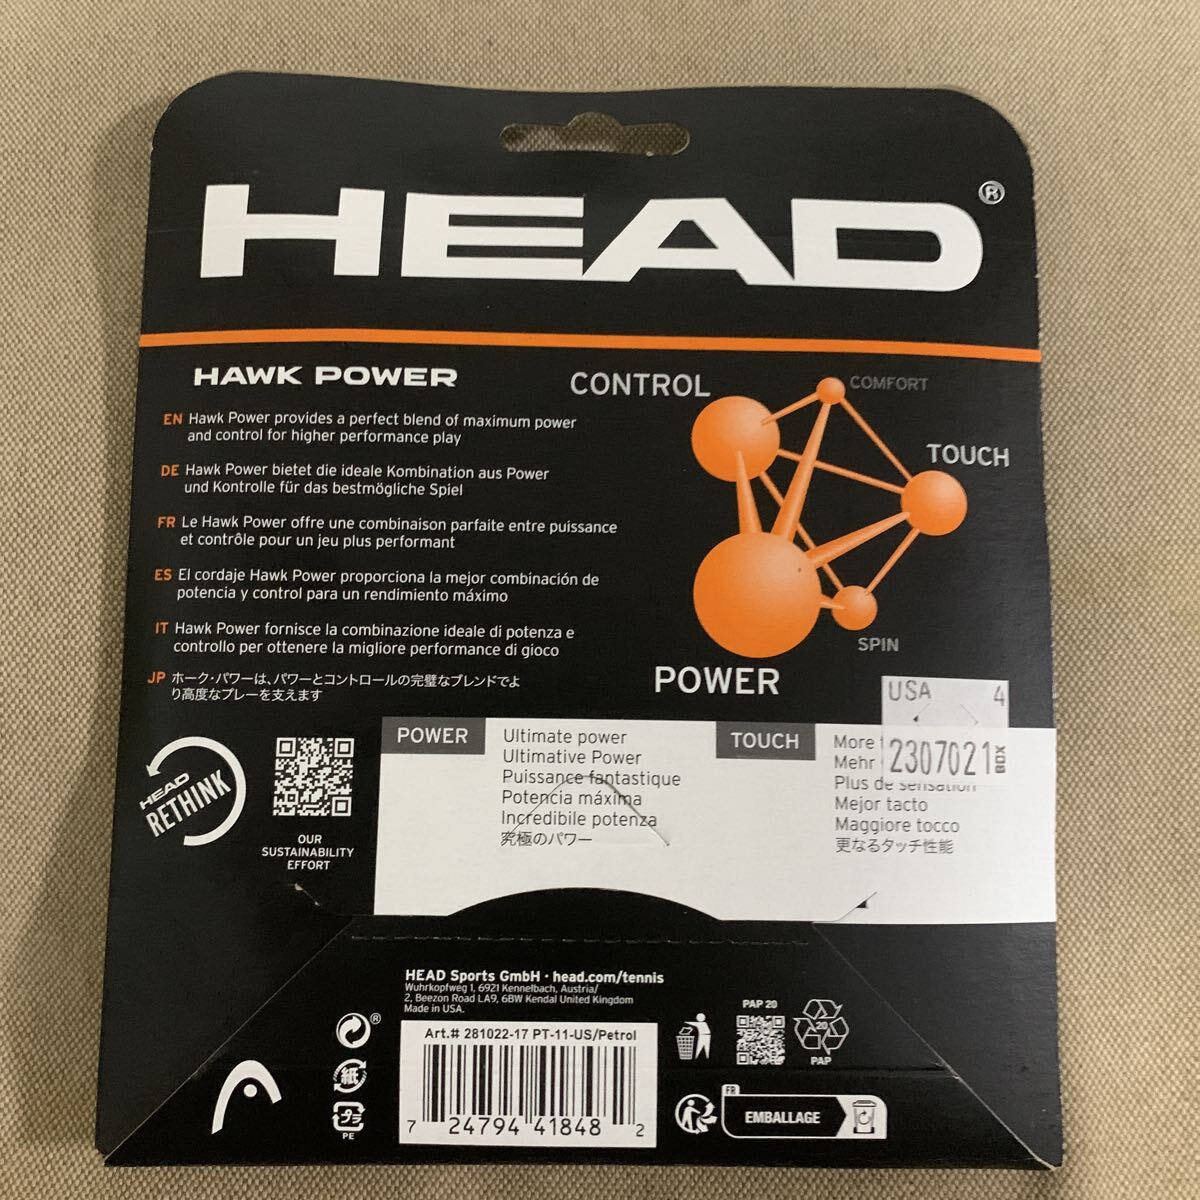 HEAD®
HAWK POWER
EN Hawk Power provides a perfect blend of maximum power
and control for higher performance play
DE Hawk Power bietet die ideale Kombination aus Power
und Kontrolle für das bestmögliche Spiel
FR Le Hawk Power offre une combinaison parfaite entre puissance
et contrôle pour un jeu plus performant
ES El cordaje Hawk Power proporciona la mejor combinación de
potencia y control para un rendimiento máximo
IT Hawk Power fornisce la combinazione ideale di potenza e
controllo per ottenere la migliore performance di gioco
JP ホーク・パワーは、パワーとコントロールの完璧なブレンドでよ
り高度なプレーを支えます
CONTROL
COMFORT
TOUCH
SPIN
POWER
USA 4
2307021
BOX
HEAD
RETHINK
OUR
SUSTAINABILITY
EFFORT
POWER
Ultimate power
Ultimative Power
Puissance fantastique
Potencia máxima
Incredibile potenza
究極のパワー
TOUCH
More
Mehr
Plus de sensation
Mejor tacto
Maggiore tocco
更なるタッチ性能
HEAD Sports GmbH · head.com/tennis
Wuhrkopfweg 1, 6921 Kennelbach, Austria/
2, Beezon Road LA9, 6BW Kendal United Kingdom
Made in USA.
Art.# 281022-17 PT-11-US/Petrol
7 24794 41848 2
®
紙
プラ
PE
PAP 20
20
PAP
FR
EMBALLAGE